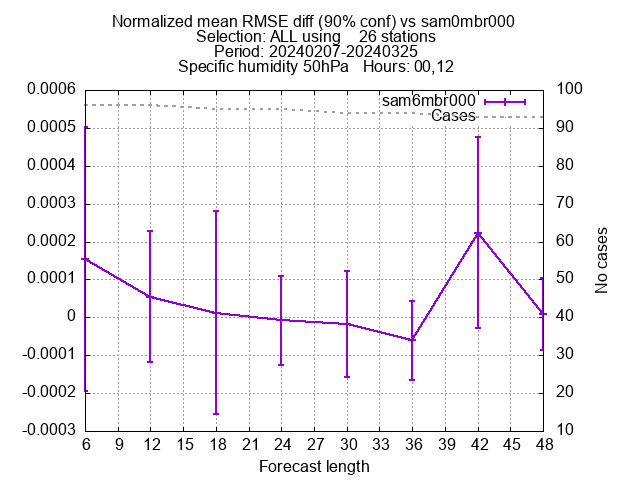 Normalized mean RMSE diff (90% conf) vs sam0mbr000
Selection: ALL using    26 stations
Period: 20240207-20240325
Specific humidity 50hPa   Hours: 00,12
0.0006
0.0005
0.0004
0.0003
0.0002
0.0001
0
-0.0001
-0.0002
-0.0003
sam6mbr000
Cases
100
90
80
70
60
50
40
30
20
10
No cases
6 9 12 15 18 21 24 27 30 33 36 39 42 45 48
Forecast length